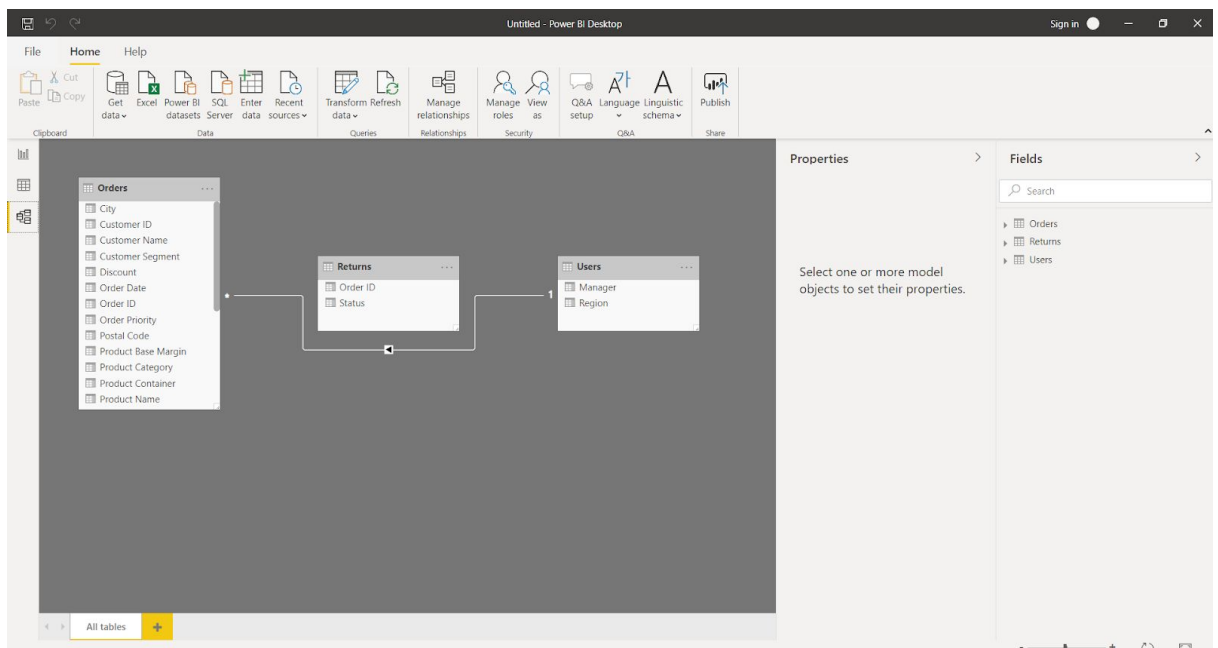 Untitled - Power BI Desktop
Sign in
File Home Help
Paste
Cut
Copy
Get data
Excel
Power BI datasets
SQL Server
Enter data
Recent sources
Transform data
Refresh
Manage relationships
Manage roles
View as
Q&A setup
Language
Linguistic schema
Publish
Clipboard
Data
Queries
Relationships
Security
Q&A
Share
Orders
...
City
Customer ID
Customer Name
Customer Segment
Discount
Order Date
Order ID
Order Priority
Postal Code
Product Base Margin
Product Category
Product Container
Product Name
*
Returns
...
Order ID
Status
1
Users
...
Manager
Region
Properties
Select one or more model
objects to set their properties.
Fields
Search
Orders
Returns
Users
All tables
+